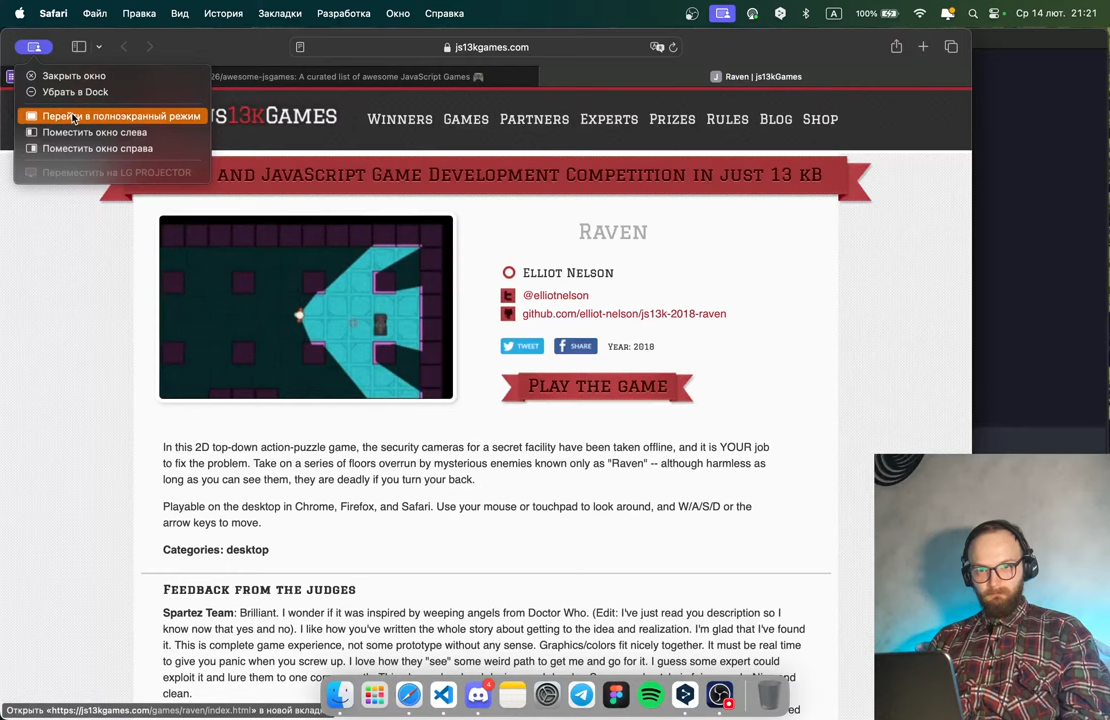 Safari Файл Правка Вид История Закладки Разработка Окно Справка A 100% Ср 14 лют. 21:21
js13kgames.com
26/awesome-jsgames: A curated list of awesome JavaScript Games
J Raven | js13kGames
Закрыть окно
Убрать в Dock
Перейти в полноэкранный режим
Поместить окно слева
Поместить окно справа
Переместить на LG PROJECTOR
JS13KGAMES WINNERS GAMES PARTNERS EXPERTS PRIZES RULES BLOG SHOP
AND JAVASCRIPT GAME DEVELOPMENT COMPETITION IN JUST 13 KB
RAVEN
ELLIOT NELSON
@elliotnelson
github.com/elliot-nelson/js13k-2018-raven
TWEET SHARE YEAR: 2018
PLAY THE GAME
In this 2D top-down action-puzzle game, the security cameras for a secret facility have been taken offline, and it is YOUR job
to fix the problem. Take on a series of floors overrun by mysterious enemies known only as "Raven" -- although harmless as
long as you can see them, they are deadly if you turn your back.
Playable on the desktop in Chrome, Firefox, and Safari. Use your mouse or touchpad to look around, and W/A/S/D or the
arrow keys to move.
Categories: desktop
FEEDBACK FROM THE JUDGES
Spartez Team: Brilliant. I wonder if it was inspired by weeping angels from Doctor Who. (Edit: I've just read you description so I
know now that yes and no). I like how you've written the whole story about getting to the idea and realization. I'm glad that I've found
it. This is complete game experience, not some prototype without any sense. Graphics/colors fit nicely together. It must be real time
to give you panic when you screw up. I love how they "see" some weird path to get me and go for it. I guess some expert could
exploit it and lure them to one
clean.
4
Открыть «https://js13kgames.com/games/raven/index.html» в новой вклад